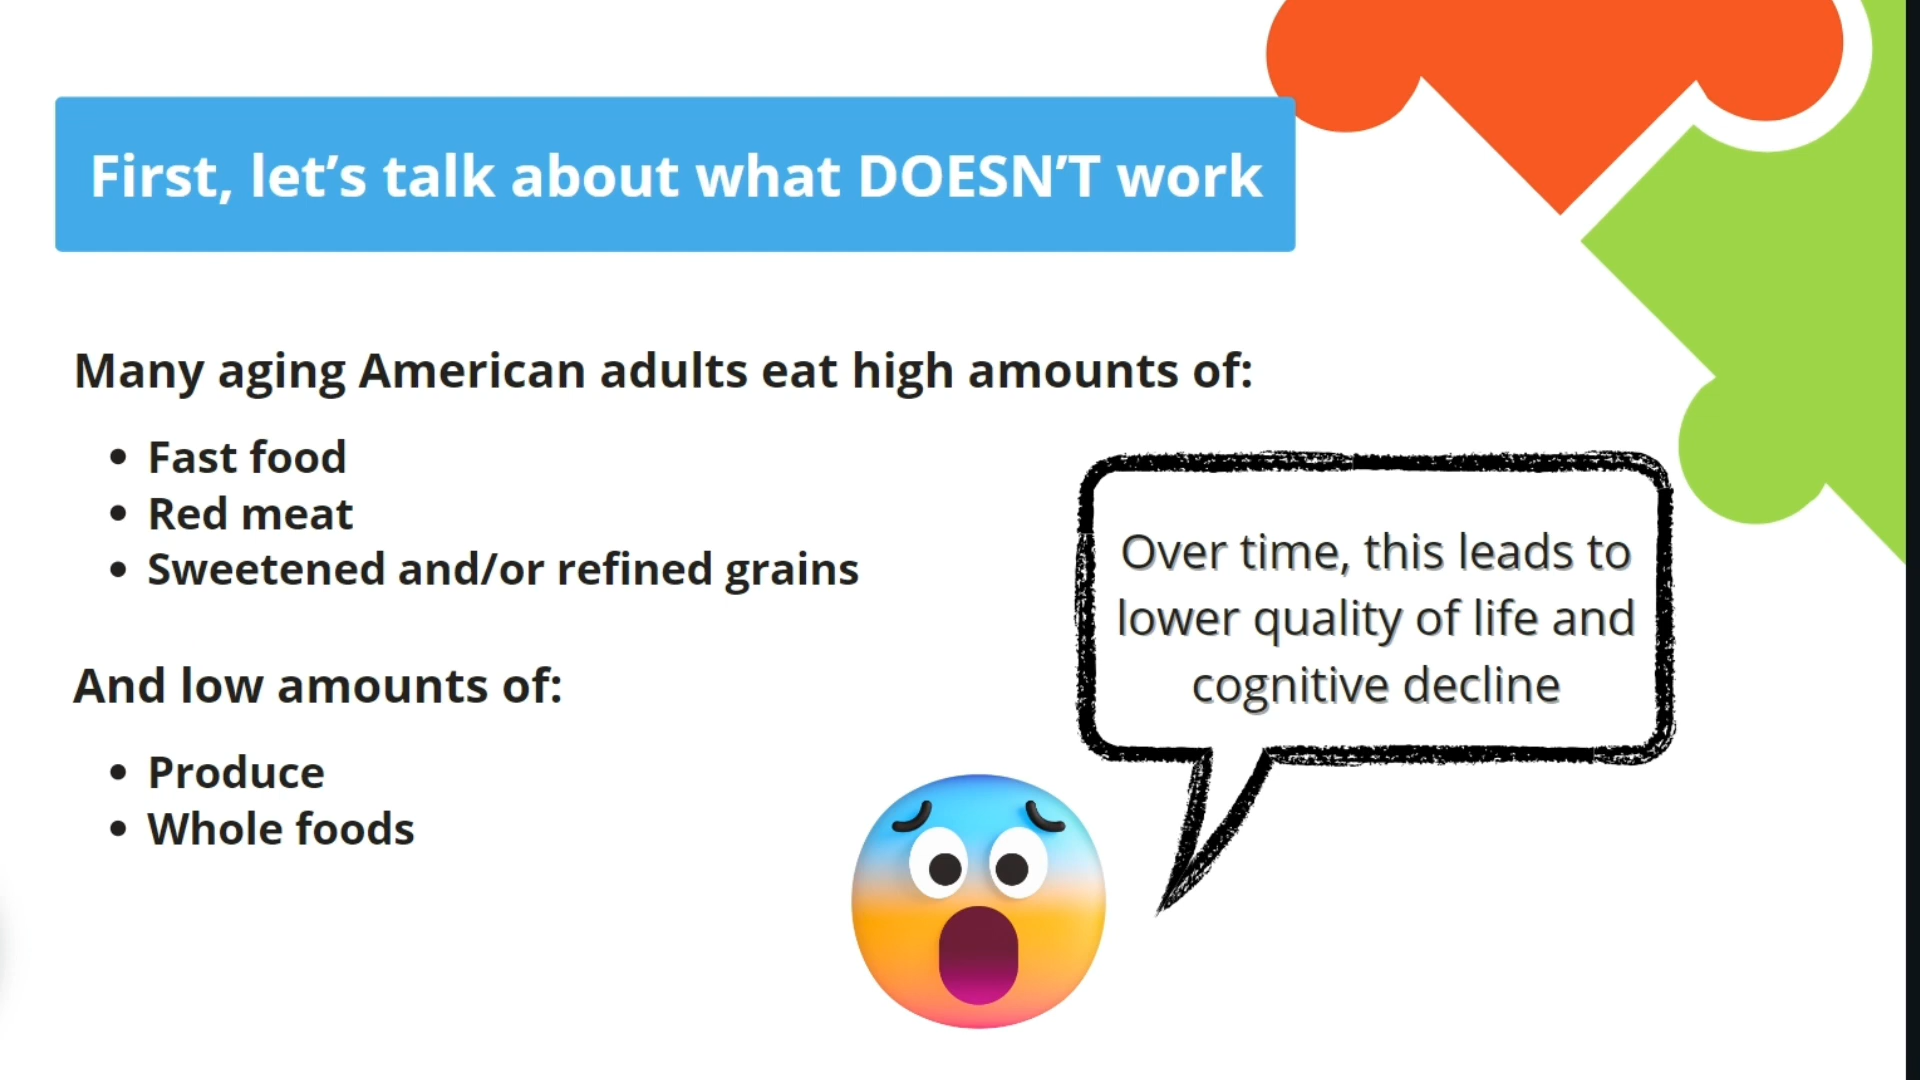 First, let’s talk about what DOESN’T work
Many aging American adults eat high amounts of:
• Fast food
• Red meat
• Sweetened and/or refined grains
And low amounts of:
• Produce
• Whole foods
Over time, this leads to
lower quality of life and
cognitive decline